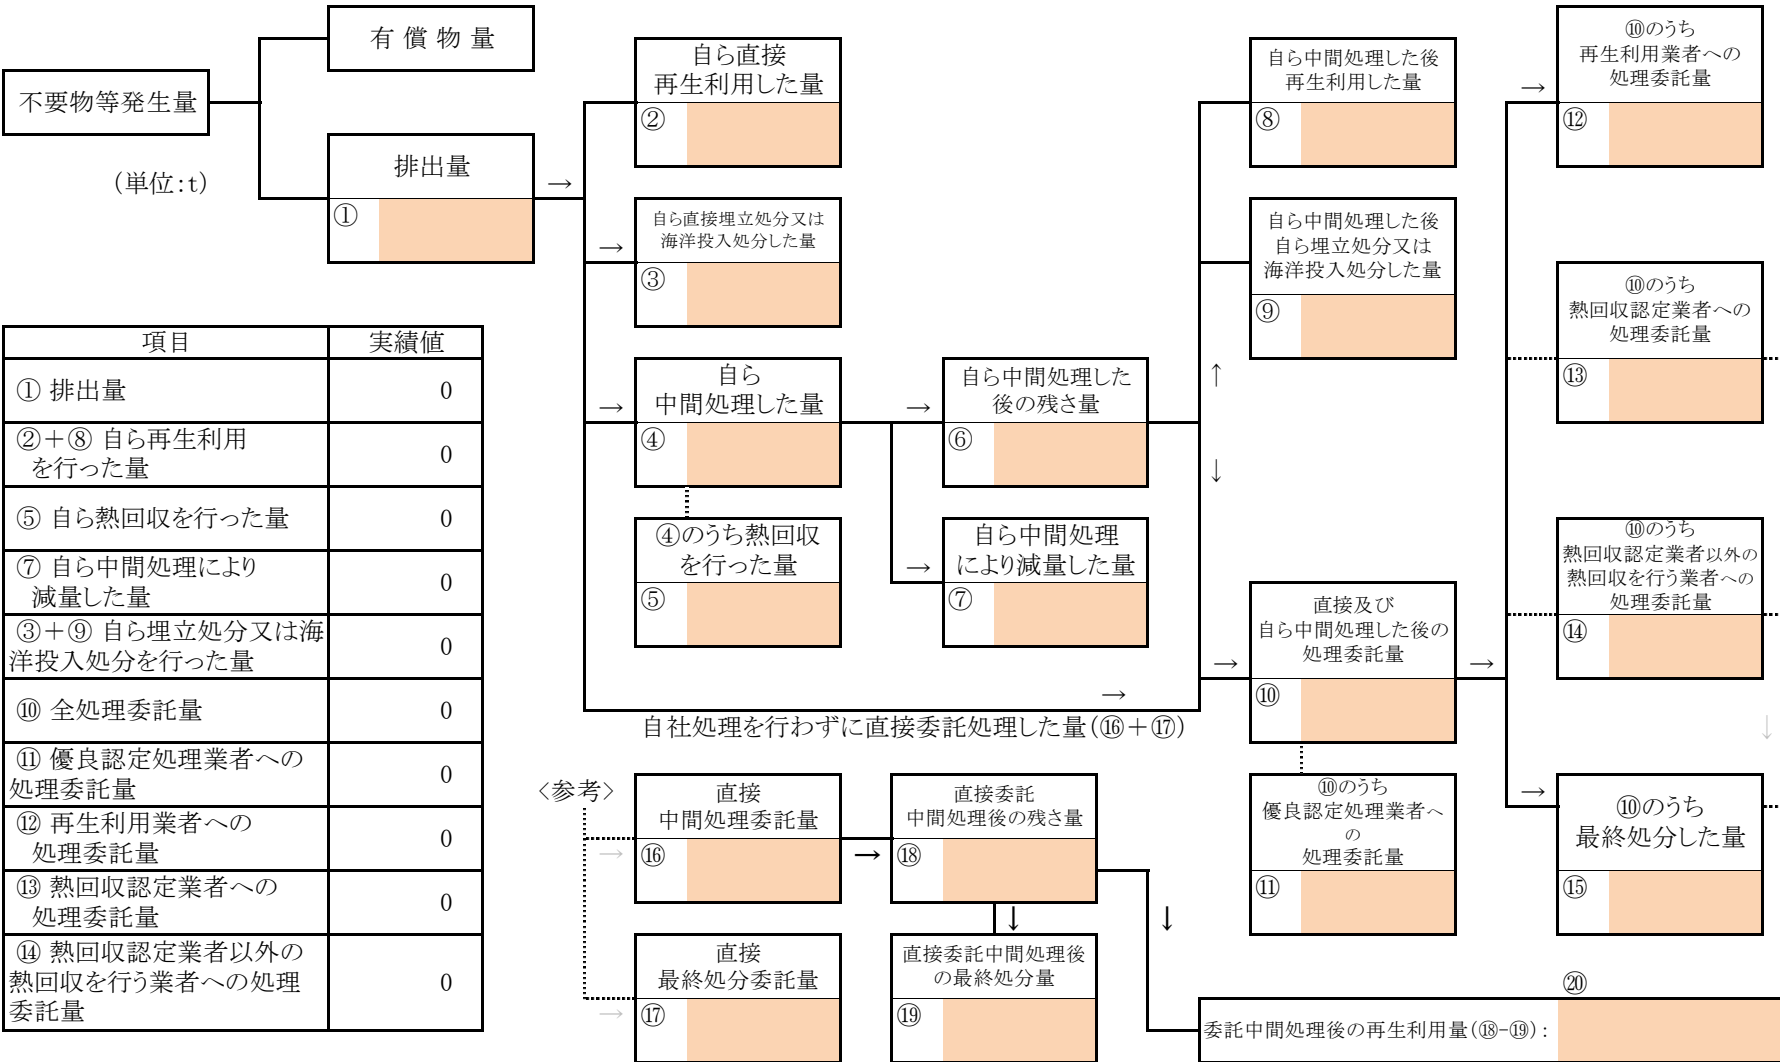 不要物等発生量
(単位:t)
有 償 物 量
排出量
→
①
自ら直接
再生利用した量
②
→
自ら直接埋立処分又は
海洋投入処分した量
③
→
自ら
中間処理した量
④
④のうち熱回収
を行った量
⑤
→
自ら中間処理した
後の残さ量
⑥
→
自ら中間処理
により減量した量
⑦
自ら中間処理した後
再生利用した量
⑧
自ら中間処理した後
自ら埋立処分又は
海洋投入処分した量
⑨
↑
↓
→
自社処理を行わずに直接委託処理した量(⑯+⑰)
→
直接及び
自ら中間処理した後の
処理委託量
⑩
→
⑩のうち
優良認定処理業者へ
の
処理委託量
⑪
→
⑩のうち
再生利用業者への
処理委託量
⑫
⑩のうち
熱回収認定業者への
処理委託量
⑬
⑩のうち
熱回収認定業者以外の
熱回収を行う業者への
処理委託量
⑭
↓
→
⑩のうち
最終処分した量
⑮
項目 実績値
① 排出量 0
②+⑧ 自ら再生利用
を行った量 0
⑤ 自ら熱回収を行った量 0
⑦ 自ら中間処理により
減量した量 0
③+⑨ 自ら埋立処分又は海
洋投入処分を行った量 0
⑩ 全処理委託量 0
⑪ 優良認定処理業者への
処理委託量 0
⑫ 再生利用業者への
処理委託量 0
⑬ 熱回収認定業者への
処理委託量 0
⑭ 熱回収認定業者以外の
熱回収を行う業者への処理
委託量 0
<参考>
→
直接
中間処理委託量
⑯
→
直接委託
中間処理後の残さ量
⑱
↓
↓
→
直接
最終処分委託量
⑰
直接委託中間処理後
の最終処分量
⑲
⑳
委託中間処理後の再生利用量(⑱-⑲):